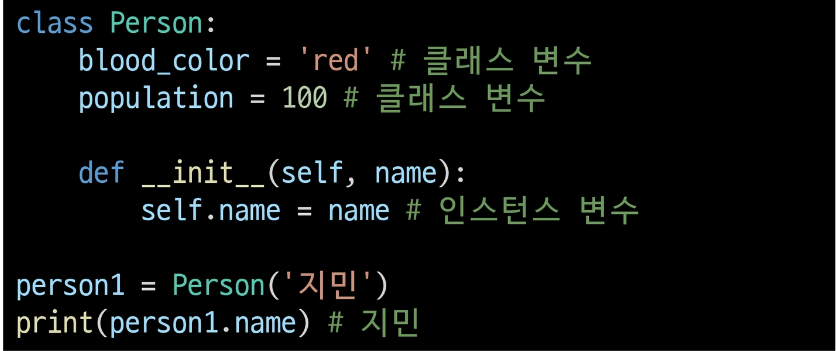 class Person:
    blood_color = 'red' # 클래스 변수
    population = 100 # 클래스 변수

    def __init__(self, name):
        self.name = name # 인스턴스 변수

person1 = Person('지민')
print(person1.name) # 지민